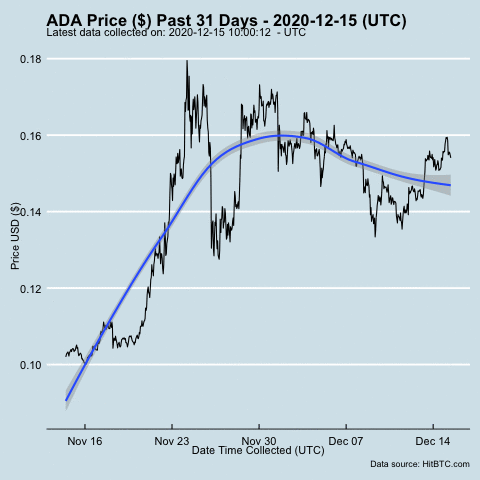 ADA Price ($) Past 31 Days - 2020-12-15 (UTC)
Latest data collected on: 2020-12-15 10:00:12 - UTC
0.18
0.16
0.14
0.12
0.10
Price USD ($)
Nov 16 Nov 23 Nov 30 Dec 07 Dec 14
Date Time Collected (UTC)
Data source: HitBTC.com